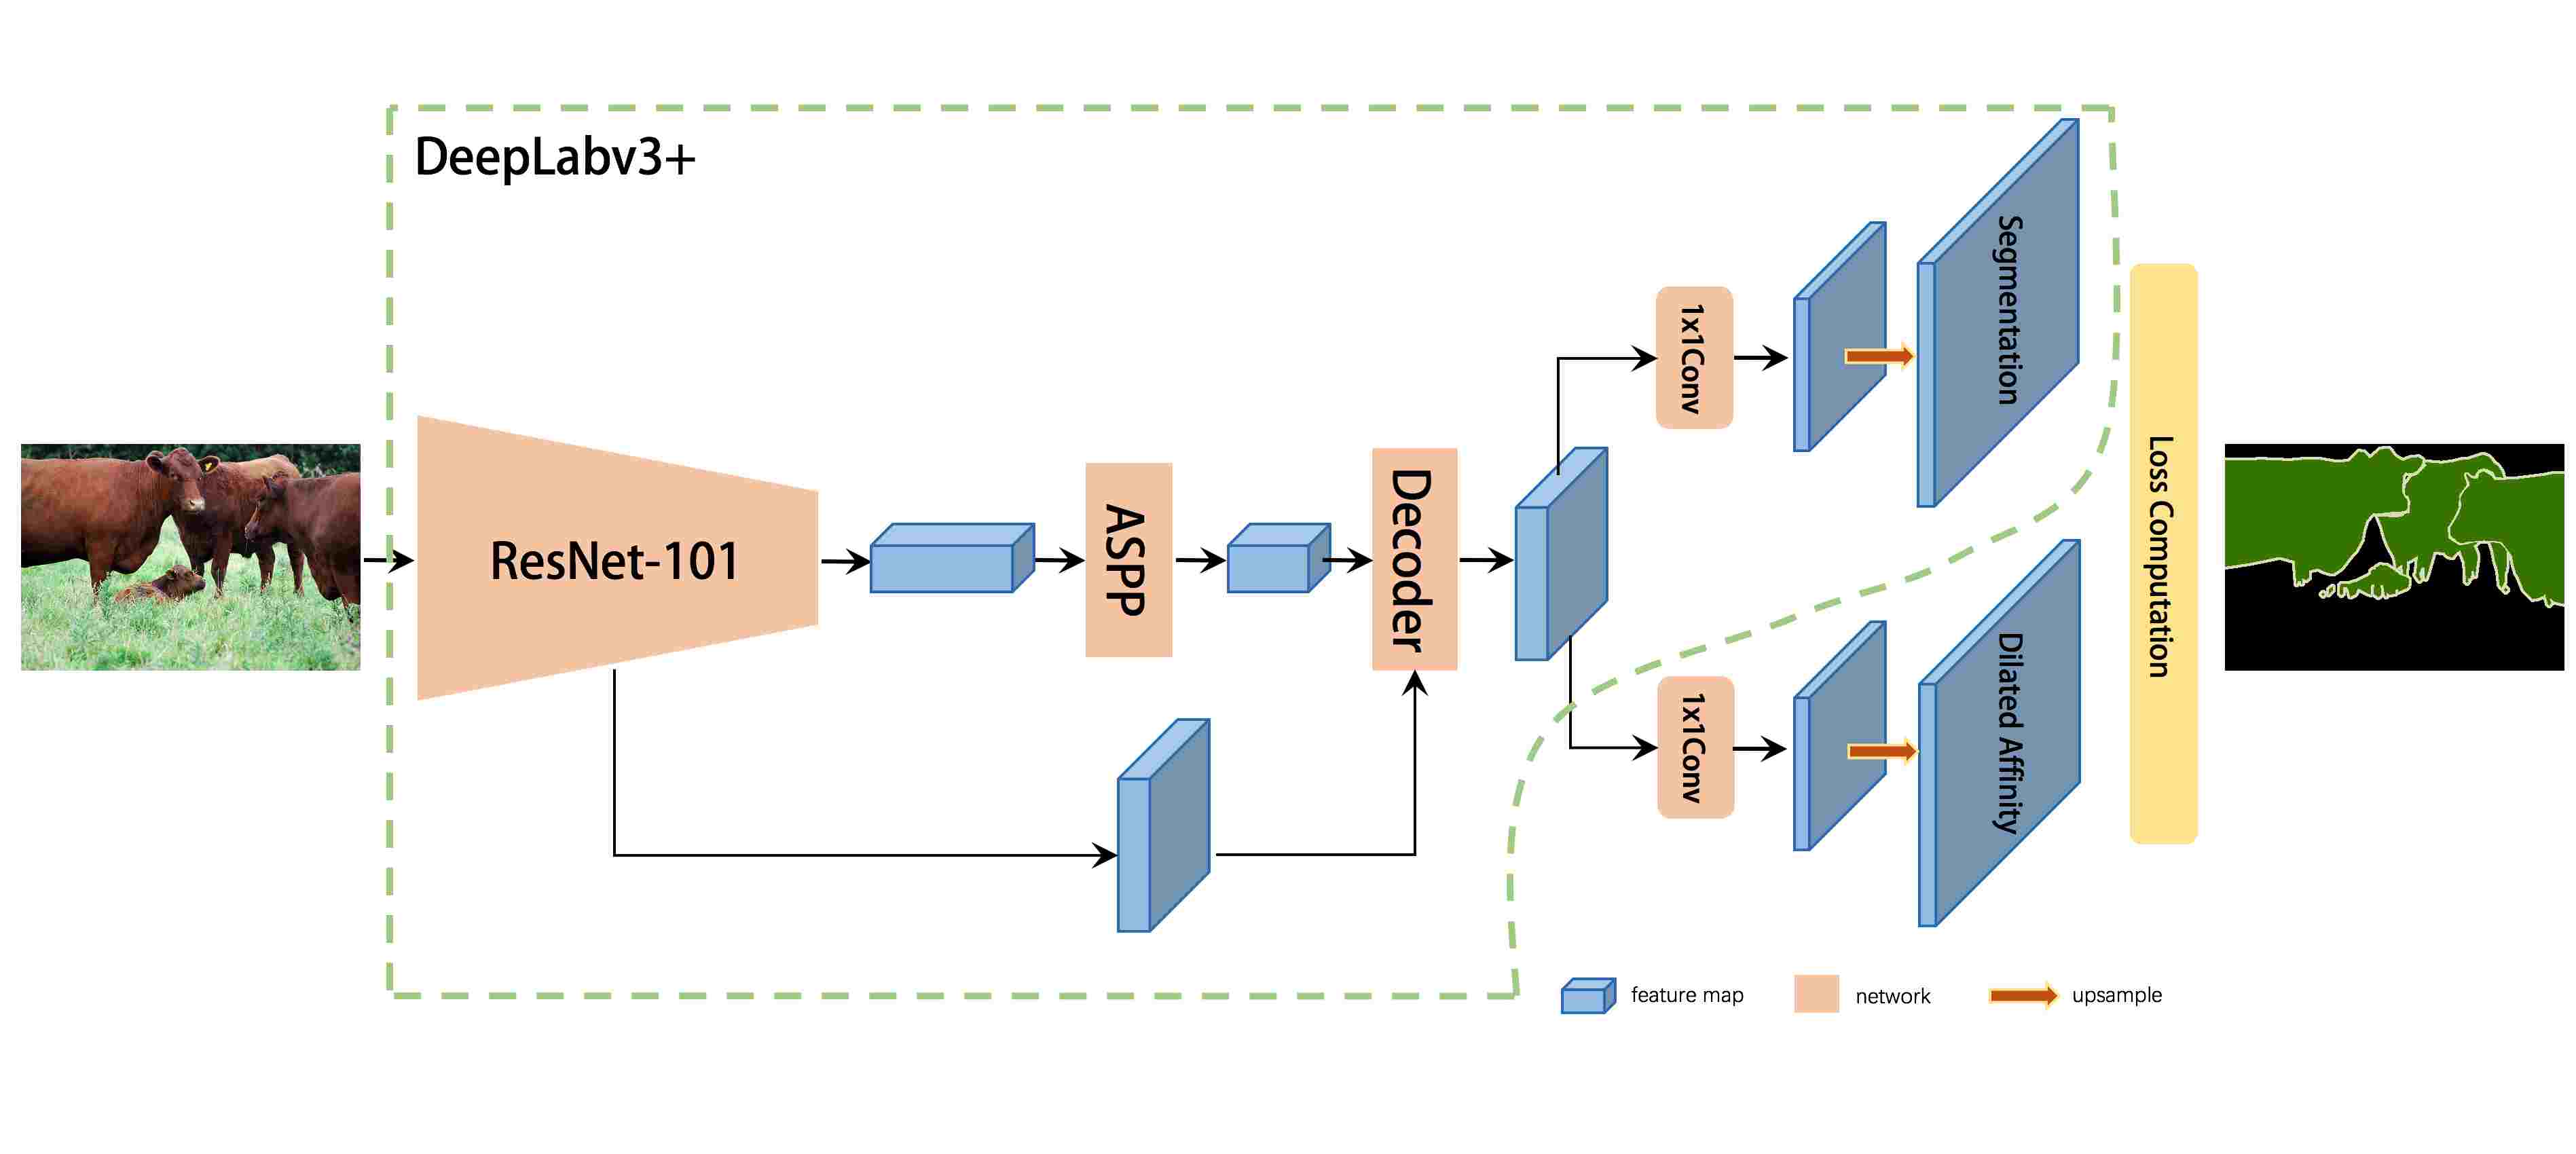 DeepLabv3+
ResNet-101
ASPP
Decoder
1x1Conv
Segmentation
1x1Conv
Dilated Affinity
Loss Computation
feature map
network
upsample